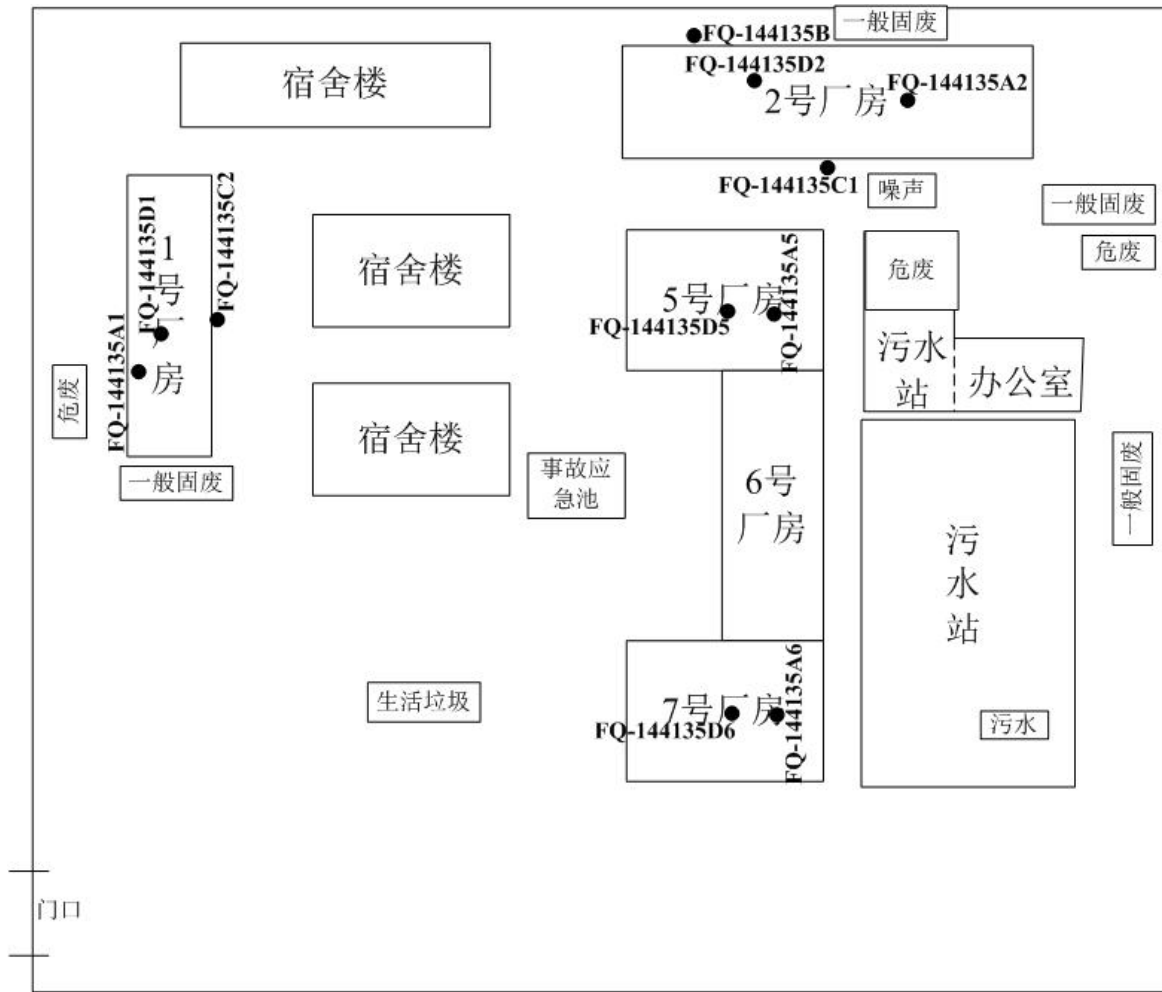 一般固废
FQ-144135B
FQ-144135D2
FQ-144135A2
2号厂房
宿舍楼
FQ-144135C1
噪声
一般固废
危废
FQ-144135D1
FQ-144135C2
1
号
厂
房
FQ-144135A1
危废
一般固废
宿舍楼
宿舍楼
5号厂房
FQ-144135D5
FQ-144135A5
危废
污水
站
办公室
事故应
急池
6号
厂房
一般固废
污
水
站
污水
生活垃圾
7号厂房
FQ-144135D6
FQ-144135A6
门口